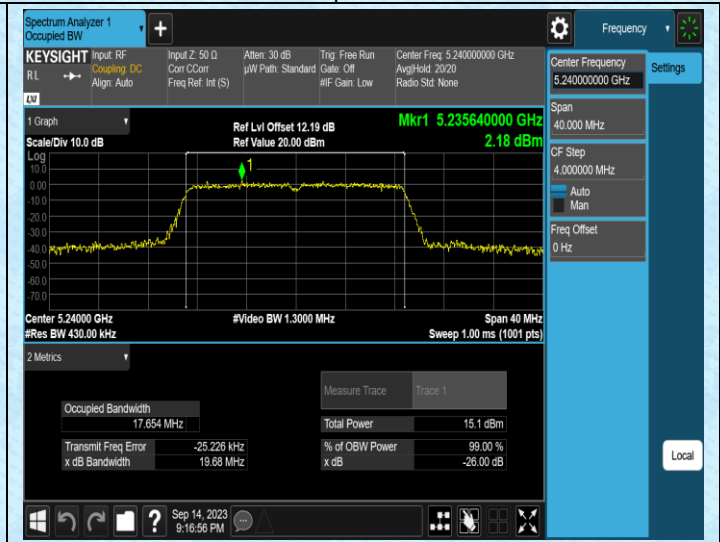 Spectrum Analyzer 1
Occupied BW
+
Frequency
KEYSIGHT
RL
LXI
Input: RF
Coupling: DC
Align: Auto
Input Z: 50 Ω
Corr CCorr
Freq Ref: Int (S)
Atten: 30 dB
µW Path: Standard
Trig: Free Run
Gate: Off
#IF Gain: Low
Center Freq: 5.240000000 GHz
Avg|Hold: 20/20
Radio Std: None
Center Frequency
5.240000000 GHz
Settings
Span
40.000 MHz
CF Step
4.000000 MHz
Auto
Man
Freq Offset
0 Hz
1 Graph
Scale/Div 10.0 dB
Ref Lvl Offset 12.19 dB
Ref Value 20.00 dBm
Mkr1 5.235640000 GHz
2.18 dBm
Log
10.0
0.00
-10.0
-20.0
-30.0
-40.0
-50.0
-60.0
-70.0
1
Center 5.24000 GHz
#Res BW 430.00 kHz
#Video BW 1.3000 MHz
Span 40 MHz
Sweep 1.00 ms (1001 pts)
2 Metrics
Measure Trace
Trace 1
Occupied Bandwidth
17.654 MHz
Total Power
15.1 dBm
Transmit Freq Error
-25.226 kHz
% of OBW Power
99.00 %
x dB Bandwidth
19.68 MHz
x dB
-26.00 dB
Local
?
Sep 14, 2023
9:16:56 PM